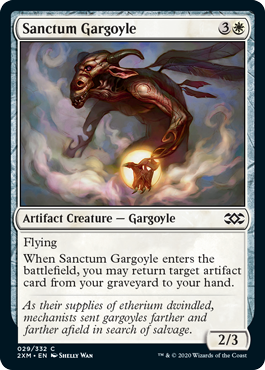 Sanctum Gargoyle 3
Artifact Creature — Gargoyle
Flying
When Sanctum Gargoyle enters the
battlefield, you may return target artifact
card from your graveyard to your hand.
As their supplies of etherium dwindled,
mechanists sent gargoyles farther and
farther afield in search of salvage.
2/3
029/332 C
2XM • EN Shelly Wan ™ & © 2020 Wizards of the Coast